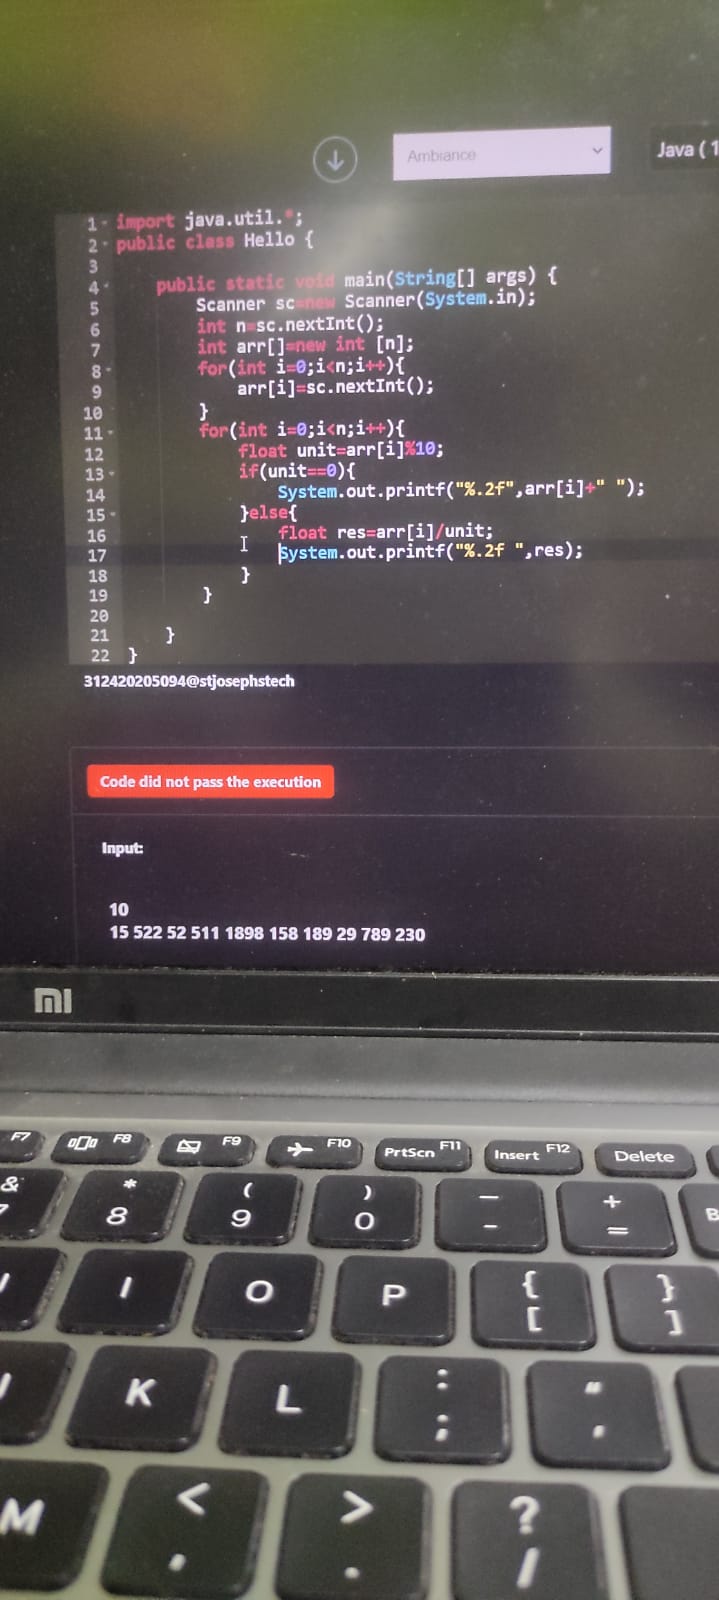 Ambiance
Java ( 1
1 import java.util.*;
2 public class Hello {
3
4 public static void main(String[] args) {
5 Scanner sc=new Scanner(System.in);
6 int n=sc.nextInt();
7 int arr[]=new int [n];
8 for(int i=0;i<n;i++){
9 arr[i]=sc.nextInt();
10 }
11 for(int i=0;i<n;i++){
12 float unit=arr[i]%10;
13 if(unit==0){
14 System.out.printf("%.2f",arr[i]+" ");
15 }else{
16 float res=arr[i]/unit;
17 System.out.printf("%.2f ",res);
18 }
19 }
20
21 }
22 }
312420205094@stjosephstech
Code did not pass the execution
Input:
10
15 522 52 511 1898 158 189 29 789 230
mi
F7 F8 F9 F10 PrtScn F11 Insert F12 Delete
& * 8 ( 9 ) 0 — - + = B
I O P { [ } ]
K L : ; " '
M < , > . ? /